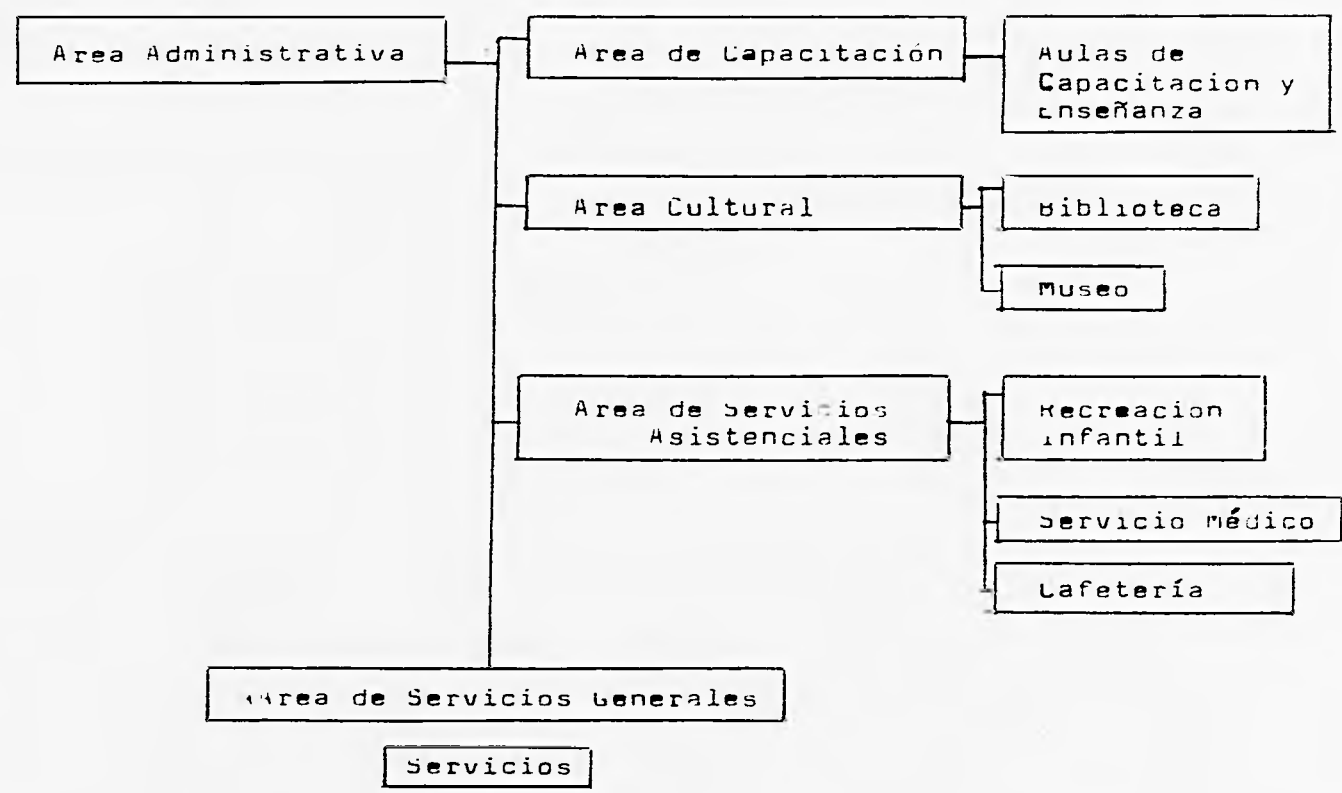 Area Administrativa
Area de Capacitación
Aulas de
Capacitacion y
Enseñanza
Area Cultural
Biblioteca
Museo
Area de Servicios
Asistenciales
Recreacion
Infantil
Servicio Médico
Cafetería
Area de Servicios Generales
Servicios